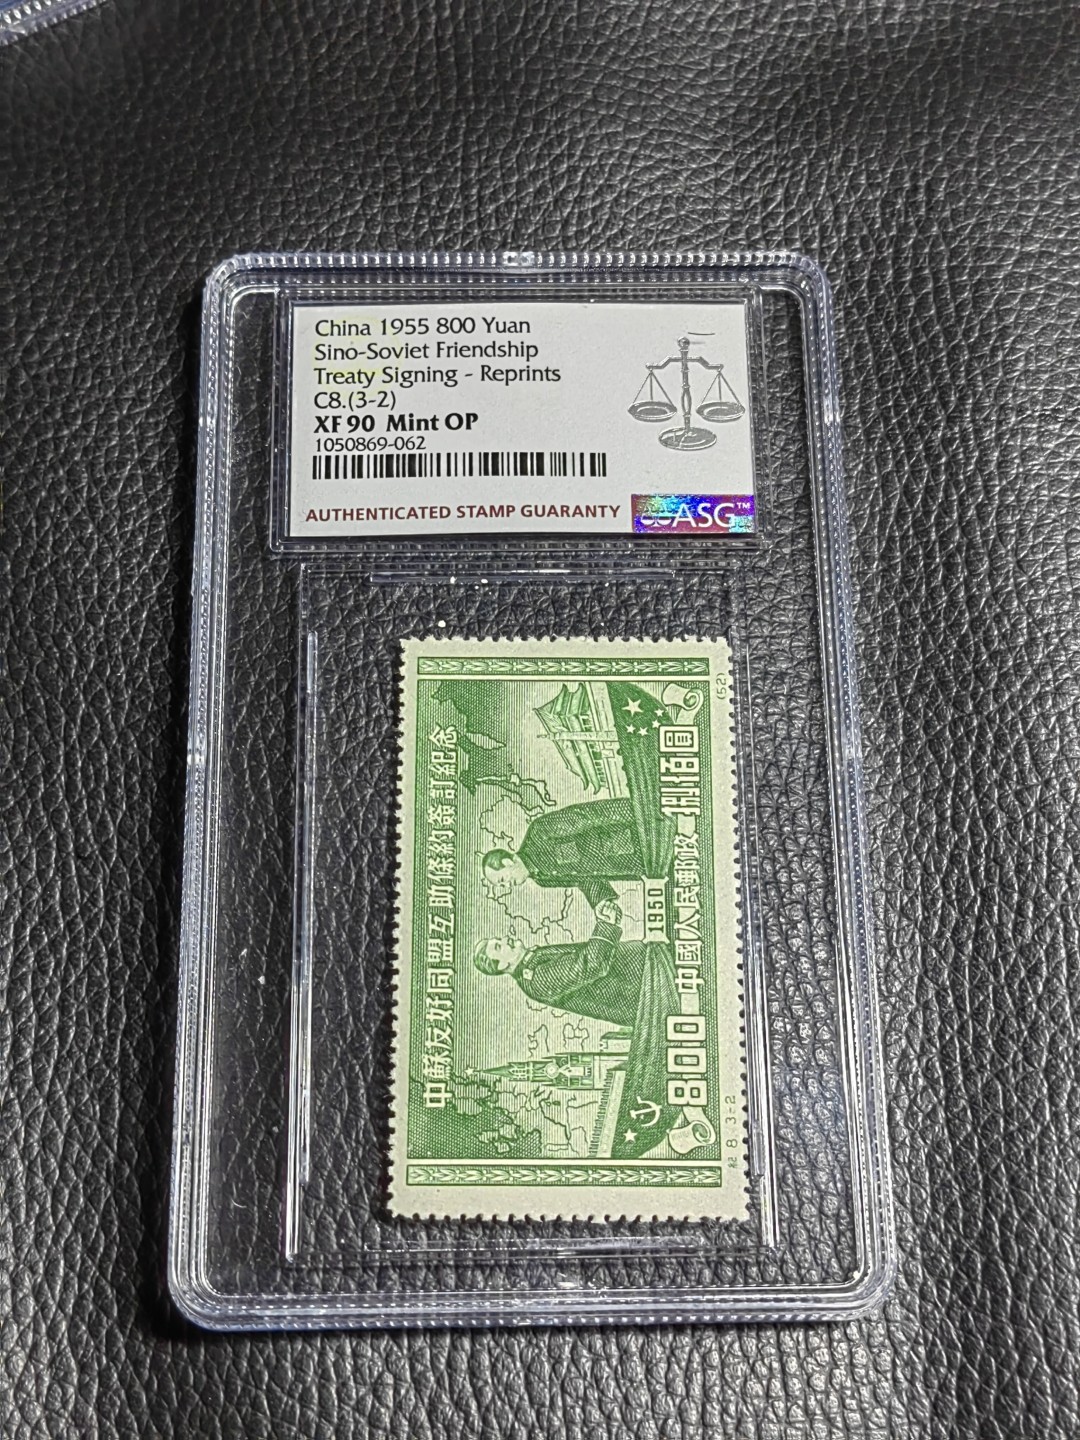 China 1955 800 Yuan
Sino-Soviet Friendship
Treaty Signing - Reprints
C8.(3-2)
XF 90 Mint OP
1050869-062
AUTHENTICATED STAMP GUARANTY
ASG™
中蘇友好同盟互助條約簽訂紀念
1950
800 中國人民郵政 捌佰圓
紀 8. 3-2
(52)